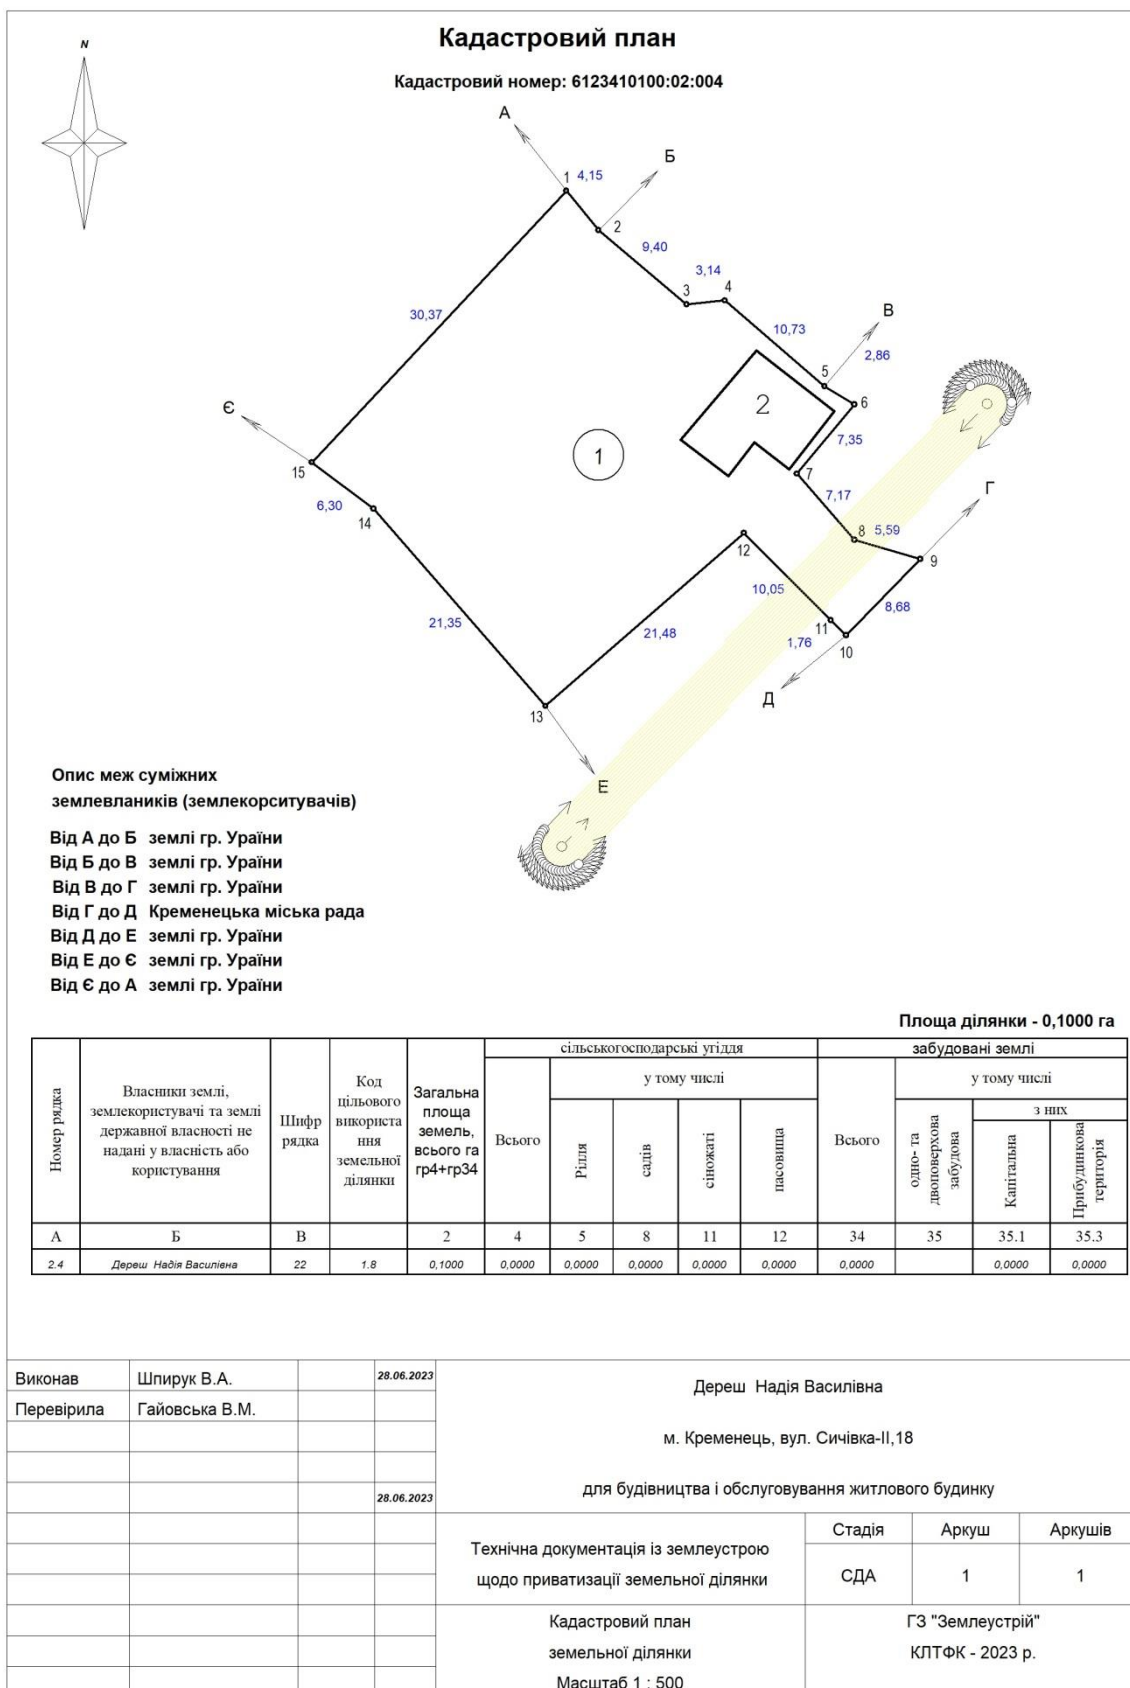 Кадастровий план
N
Кадастровий номер: 6123410100:02:004
А
Б
1
4,15
2
9,40
3,14
3
4
10,73
В
2,86
30,37
5
6
Є
2
7,35
1
15
7
7,17
Г
6,30
14
8
5,59
9
12
10,05
8,68
21,35
21,48
11
1,76
10
Д
13
Е
Опис меж суміжних
землевлаників (землекорситувачів)
Від А до Б землі гр. Ураїни
Від Б до В землі гр. Ураїни
Від В до Г землі гр. Ураїни
Від Г до Д Кременецька міська рада
Від Д до Е землі гр. Ураїни
Від Е до Є землі гр. Ураїни
Від Є до А землі гр. Ураїни
Площа ділянки - 0,1000 га
Номер рядка
Власники землі,
землекористувачі та землі
державної власності не
надані у власність або
користування
Шифр
рядка
Код
цільового
використа
ння
земельної
ділянки
Загальна
площа
земель,
всього га
гр4+гр34
сільськогосподарські угіддя
Всього
у тому числі
Рілля
садів
сіножаті
пасовища
забудовані землі
Всього
у тому числі
одно- та
двоповерхова
забудова
з них
Капітальна
Прибудинкова
територія
А Б В 2 4 5 8 11 12 34 35 35.1 35.3
2.4 Дереш Надія Василівна 22 1.8 0,1000 0,0000 0,0000 0,0000 0,0000 0,0000 0,0000 0,0000 0,0000
Виконав Шпирук В.А. 28.06.2023
Перевірила Гайовська В.М.
28.06.2023
Дереш Надія Василівна
м. Кременець, вул. Сичівка-II,18
для будівництва і обслуговування житлового будинку
Технічна документація із землеустрою
щодо приватизації земельної ділянки
Стадія Аркуш Аркушів
СДА 1 1
Кадастровий план
земельної ділянки
Масштаб 1 : 500
ГЗ "Землеустрій"
КЛТФК - 2023 р.